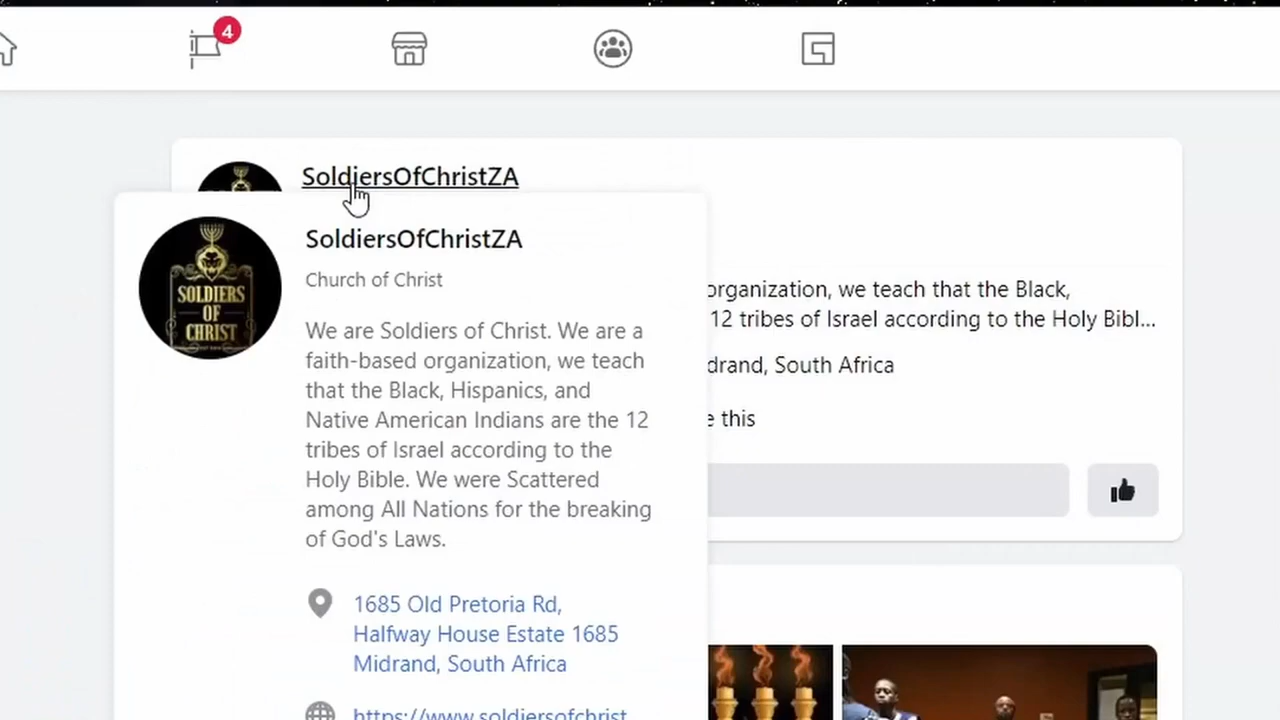 4
SoldiersOfChristZA
SoldiersOfChristZA
Church of Christ
SOLDIERS
OF
CHRIST
We are Soldiers of Christ. We are a
faith-based organization, we teach
that the Black, Hispanics, and
Native American Indians are the 12
tribes of Israel according to the
Holy Bible. We were Scattered
among All Nations for the breaking
of God's Laws.
1685 Old Pretoria Rd,
Halfway House Estate 1685
Midrand, South Africa
https://www.soldiersofchrist
organization, we teach that the Black,
12 tribes of Israel according to the Holy Bibl...
drand, South Africa
e this